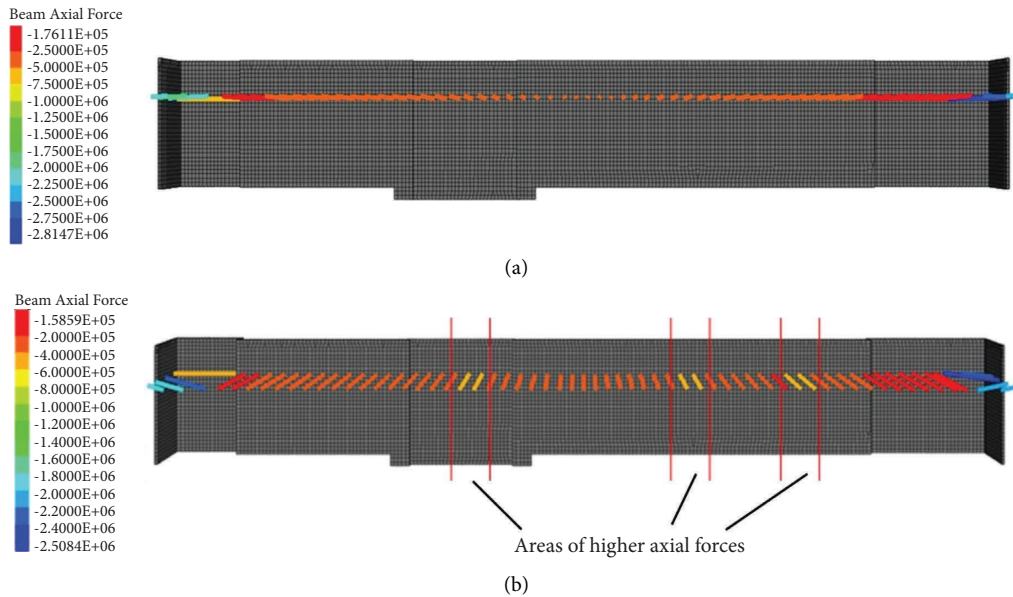 Beam Axial Force
-1.7611E+05
-2.5000E+05
-5.0000E+05
-7.5000E+05
-1.0000E+06
-1.2500E+06
-1.5000E+06
-1.7500E+06
-2.0000E+06
-2.2500E+06
-2.5000E+06
-2.7500E+06
-2.8147E+06
(a)
Beam Axial Force
-1.5859E+05
-2.0000E+05
-4.0000E+05
-6.0000E+05
-8.0000E+05
-1.0000E+06
-1.2000E+06
-1.4000E+06
-1.6000E+06
-1.8000E+06
-2.0000E+06
-2.2000E+06
-2.4000E+06
-2.5084E+06
Areas of higher axial forces
(b)